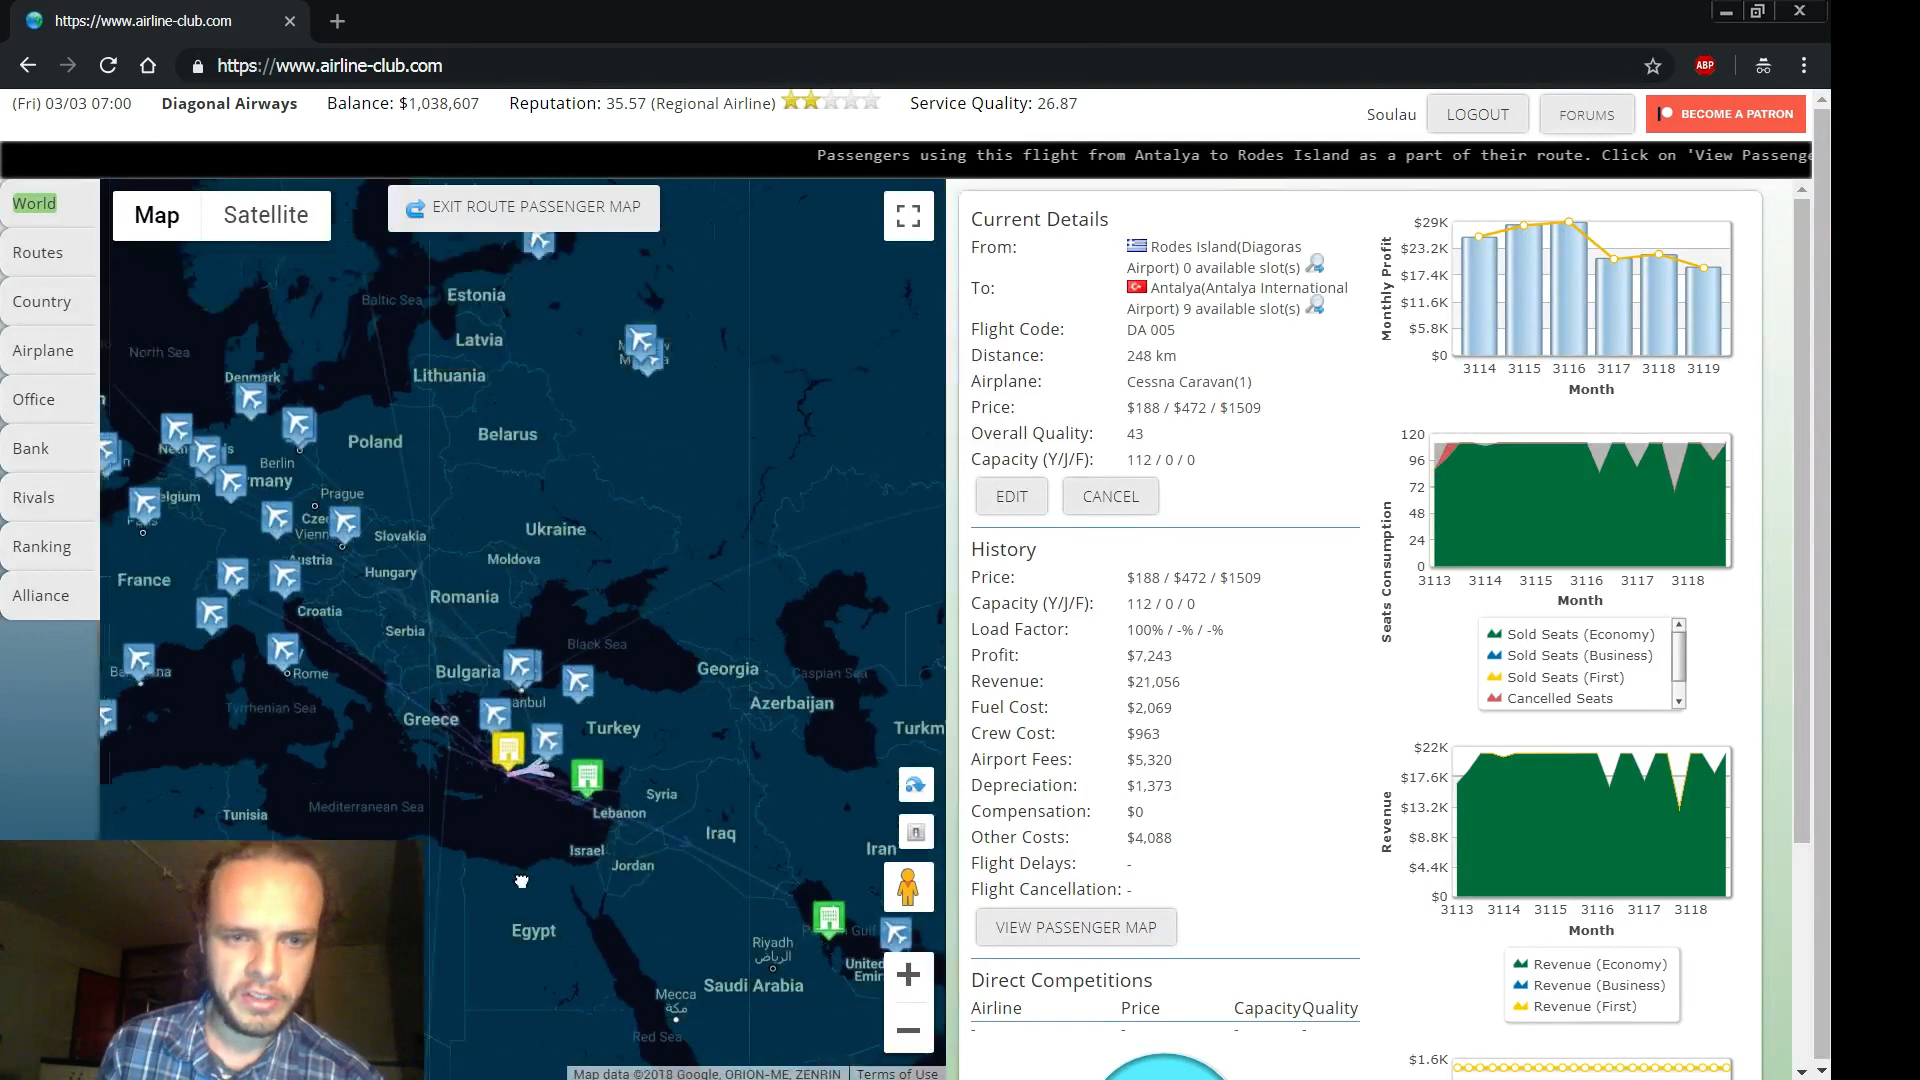 https://www.airline-club.com
https://www.airline-club.com
ABP
(Fri) 03/03 07:00 Diagonal Airways Balance: $1,038,607 Reputation: 35.57 (Regional Airline) Service Quality: 26.87
Soulau LOGOUT FORUMS BECOME A PATRON
Passengers using this flight from Antalya to Rodes Island as a part of their route. Click on 'View Passenge
World
Routes
Country
Airplane
Office
Bank
Rivals
Ranking
Alliance
Map Satellite
EXIT ROUTE PASSENGER MAP
Baltic Sea
Estonia
Latvia
North Sea
Denmark
Lithuania
Belarus
Poland
Berlin
many
elgium
Prague
Cze
Vienn
Slovakia
Ukraine
Austria
Moldova
France
Hungary
Romania
Croatia
Serbia
Black Sea
Bulgaria
Georgia
Caspian Sea
Rome
Azerbaijan
Tyrrhenian Sea
anbul
Greece
Turkey
Turkm
Syria
Mediterranean Sea
Tunisia
Lebanon
Iraq
Israel
Iran
Jordan
Egypt
Gulf
Riyadh
الرياض
United
Emir
Saudi Arabia
Mecca
مكة
Red Sea
Map data ©2018 Google, ORION-ME, ZENRIN Terms of Use
Current Details
From: Rodes Island(Diagoras
Airport) 0 available slot(s)
To: Antalya(Antalya International
Airport) 9 available slot(s)
Flight Code: DA 005
Distance: 248 km
Airplane: Cessna Caravan(1)
Price: $188 / $472 / $1509
Overall Quality: 43
Capacity (Y/J/F): 112 / 0 / 0
EDIT CANCEL
History
Price: $188 / $472 / $1509
Capacity (Y/J/F): 112 / 0 / 0
Load Factor: 100% / -% / -%
Profit: $7,243
Revenue: $21,056
Fuel Cost: $2,069
Crew Cost: $963
Airport Fees: $5,320
Depreciation: $1,373
Compensation: $0
Other Costs: $4,088
Flight Delays: -
Flight Cancellation: -
VIEW PASSENGER MAP
Direct Competitions
Airline Price Capacity Quality
- - - -
Monthly Profit
$29K
$23.2K
$17.4K
$11.6K
$5.8K
$0
3114 3115 3116 3117 3118 3119
Month
Seats Consumption
120
96
72
48
24
0
3113 3114 3115 3116 3117 3118
Month
Sold Seats (Economy)
Sold Seats (Business)
Sold Seats (First)
Cancelled Seats
Revenue
$22K
$17.6K
$13.2K
$8.8K
$4.4K
$0
3113 3114 3115 3116 3117 3118
Month
Revenue (Economy)
Revenue (Business)
Revenue (First)
$1.6K